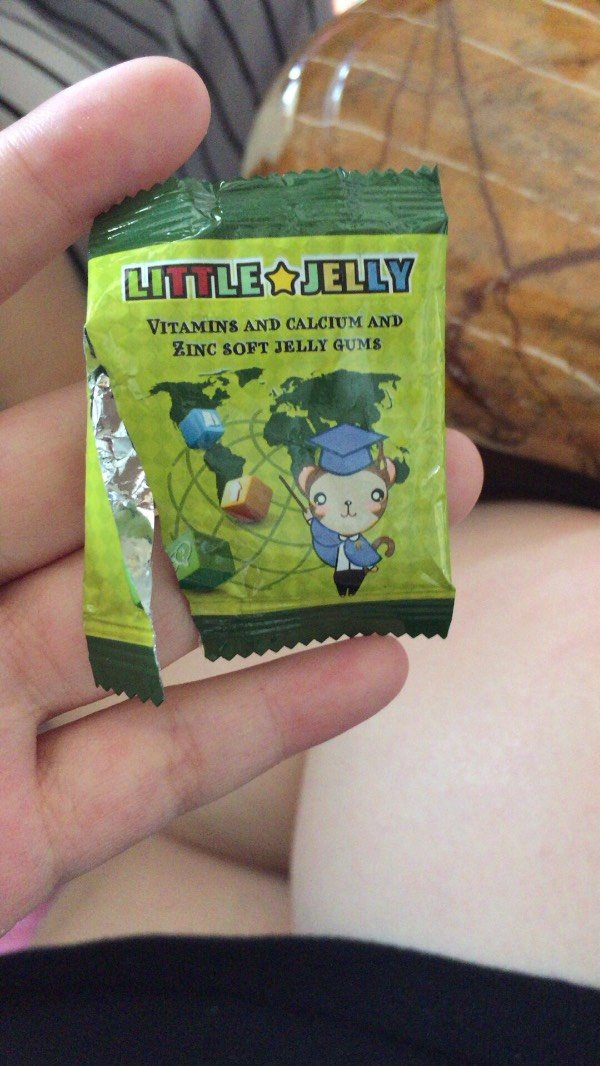 LITTLE★JELLY
VITAMINS AND CALCIUM AND
ZINC SOFT JELLY GUMS